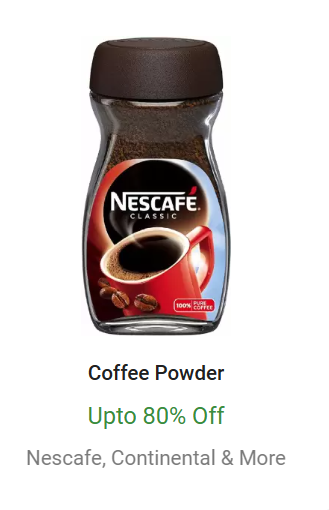 NESCAFÉ
CLASSIC
100% PURE COFFEE
Coffee Powder
Upto 80% Off
Nescafe, Continental & More